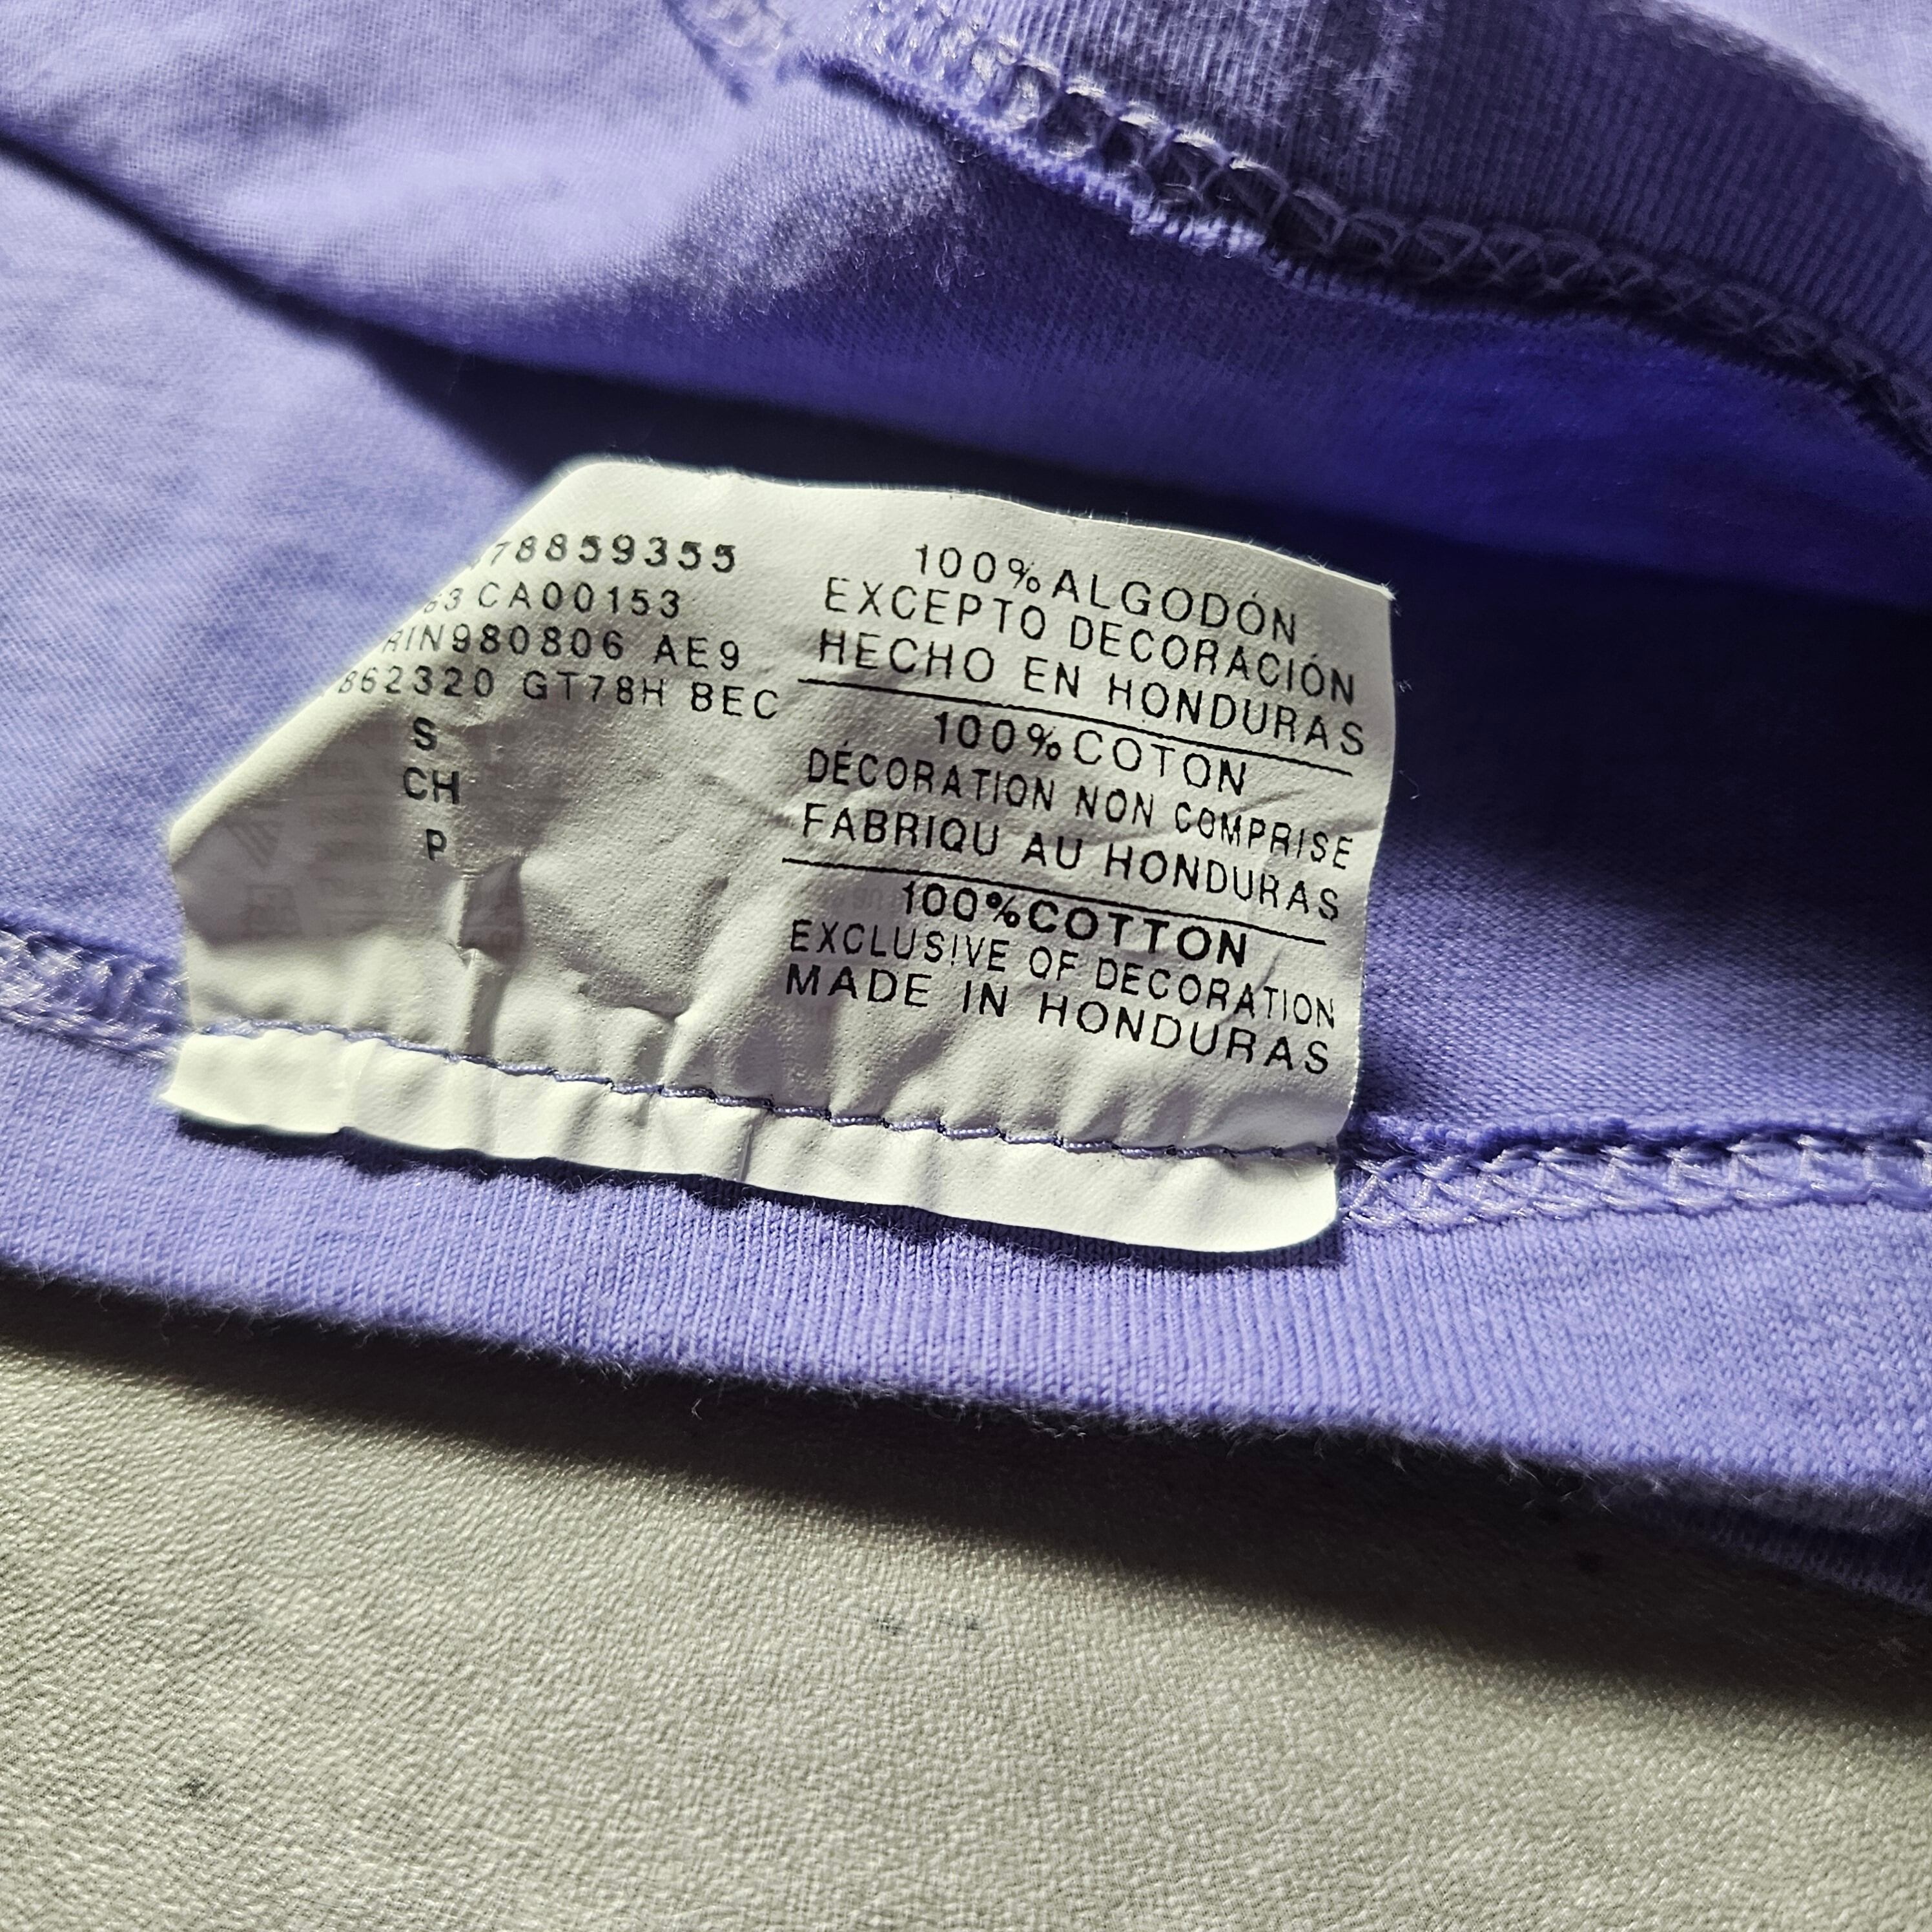 78859355
63 CA00153
RIN980806 AE9
862320 GT78H BEC
S
CH
P
100%ALGODÓN
EXCEPTO DECORACIÓN
HECHO EN HONDURAS
100%COTON
DÉCORATION NON COMPRISE
FABRIQU AU HONDURAS
100%COTTON
EXCLUSIVE OF DECORATION
MADE IN HONDURAS